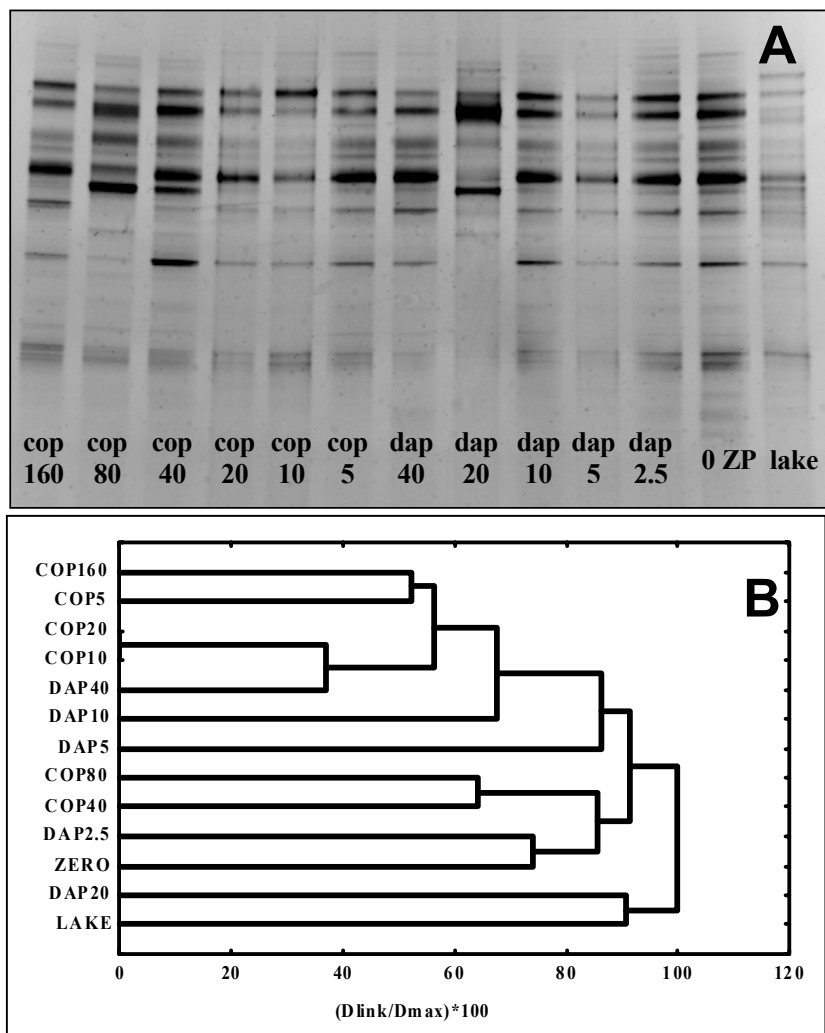 A
cop cop cop cop cop cop dap dap dap dap dap 0 ZP lake
160 80 40 20 10 5 40 20 10 5 2.5
B
COP160
COP5
COP20
COP10
DAP40
DAP10
DAP5
COP80
COP40
DAP2.5
ZERO
DAP20
LAKE
0 20 40 60 80 100 120
(Dlink/Dmax)*100